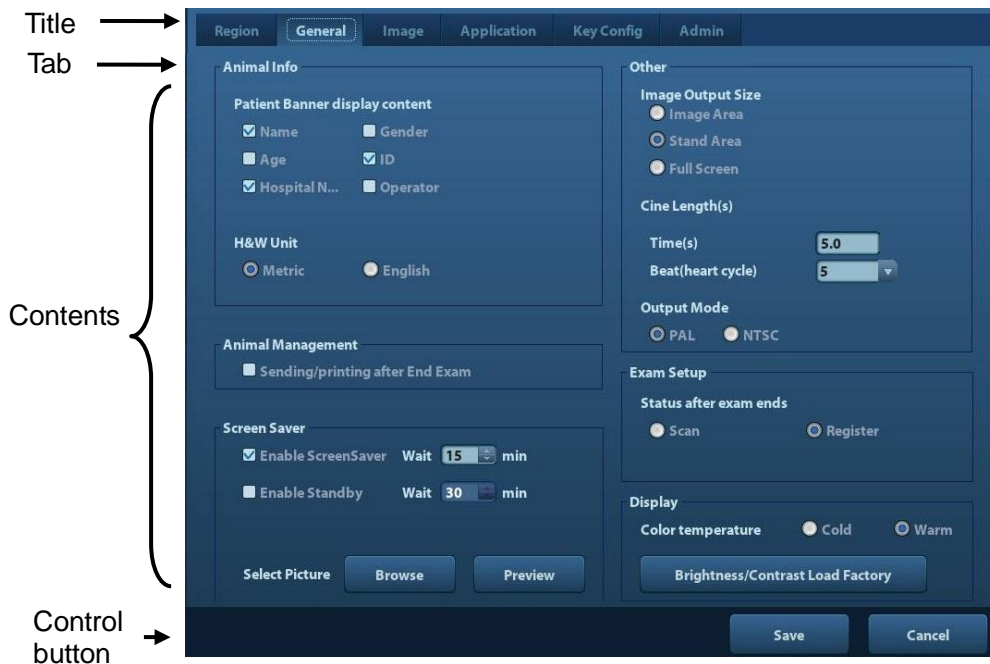 Title
Tab
Contents
Control
button
Region General Image Application Key Config Admin
Animal Info
Patient Banner display content
Name Gender
Age ID
Hospital N... Operator
H&W Unit
Metric English
Animal Management
Sending/printing after End Exam
Screen Saver
Enable ScreenSaver Wait 15 min
Enable Standby Wait 30 min
Select Picture Browse Preview
Other
Image Output Size
Image Area
Stand Area
Full Screen
Cine Length(s)
Time(s) 5.0
Beat(heart cycle) 5
Output Mode
PAL NTSC
Exam Setup
Status after exam ends
Scan Register
Display
Color temperature Cold Warm
Brightness/Contrast Load Factory
Save Cancel